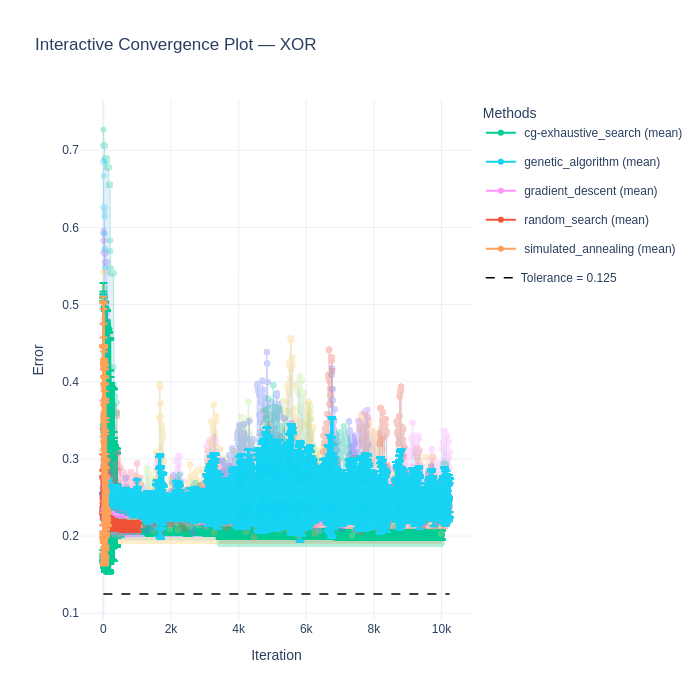 Interactive Convergence Plot — XOR
Methods
cg-exhaustive_search (mean)
genetic_algorithm (mean)
gradient_descent (mean)
random_search (mean)
simulated_annealing (mean)
Tolerance = 0.125
Error
0.7
0.6
0.5
0.4
0.3
0.2
0.1
0
2k
4k
6k
8k
10k
Iteration